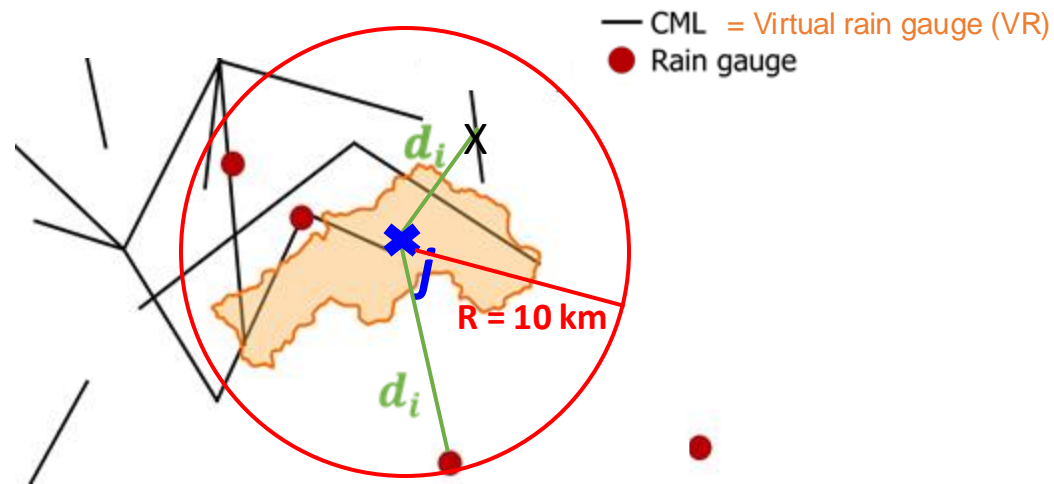 CML = Virtual rain gauge (VR)
Rain gauge
d_i
X
j
R = 10 km
d_i